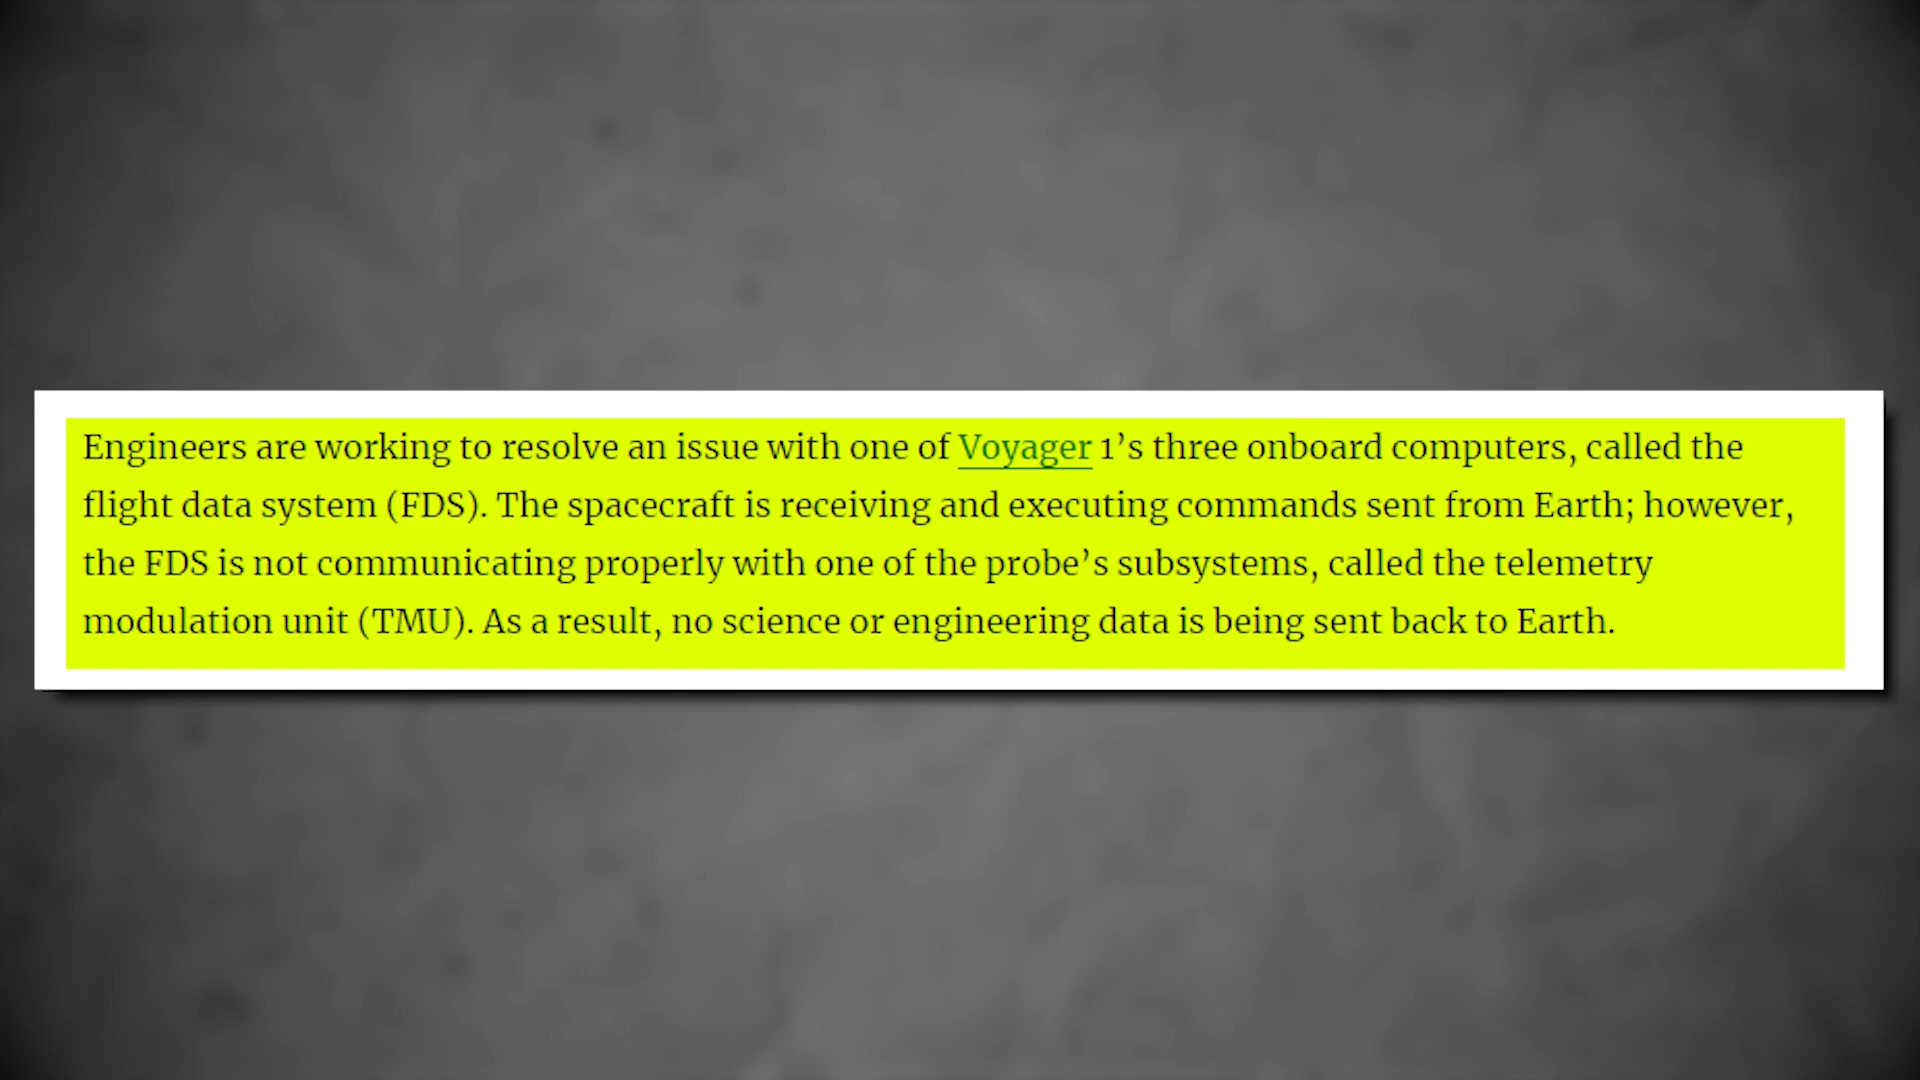 Engineers are working to resolve an issue with one of Voyager 1’s three onboard computers, called the
flight data system (FDS). The spacecraft is receiving and executing commands sent from Earth; however,
the FDS is not communicating properly with one of the probe’s subsystems, called the telemetry
modulation unit (TMU). As a result, no science or engineering data is being sent back to Earth.